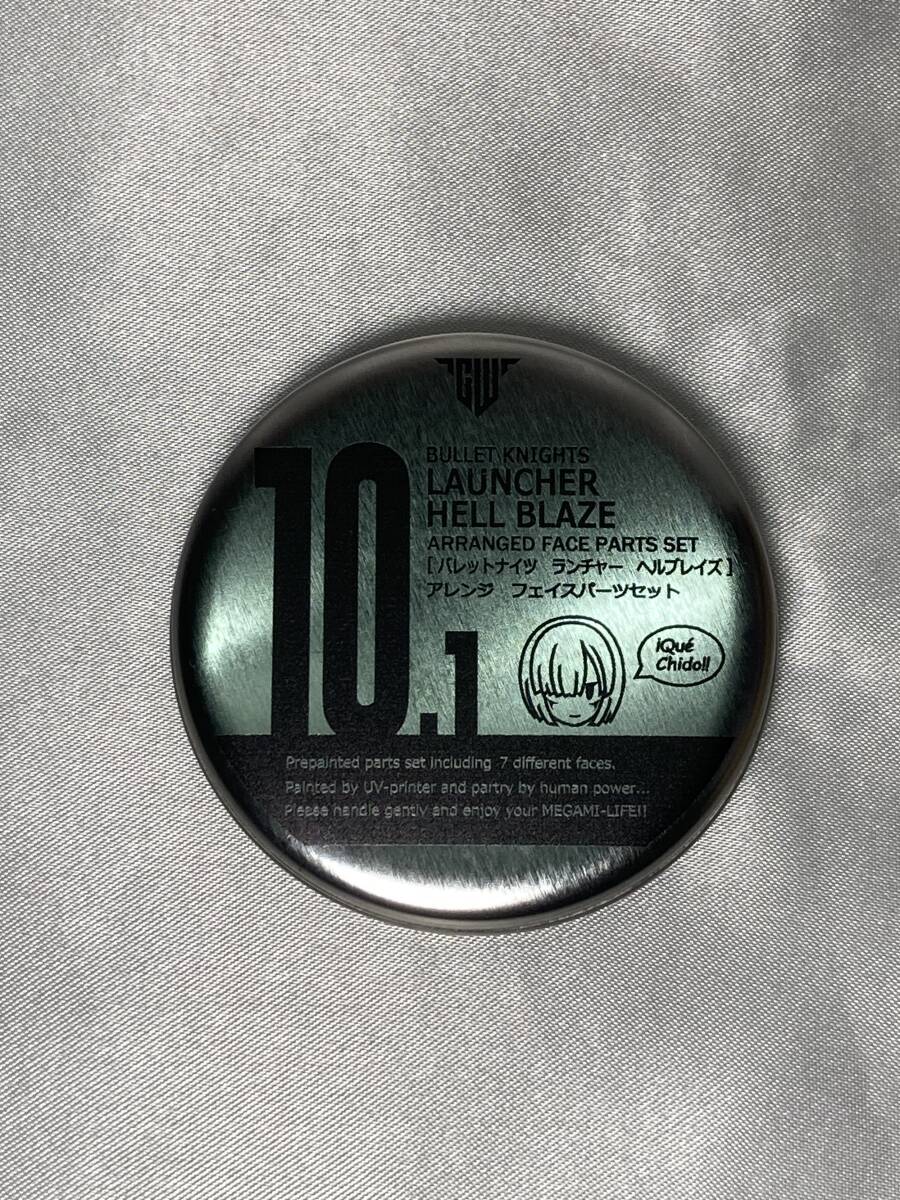 GW
10.1
BULLET KNIGHTS
LAUNCHER
HELL BLAZE
ARRANGED FACE PARTS SET
[バレットナイツ ランチャー ヘルブレイズ]
アレンジ フェイスパーツセット
¡Qué
Chido!!
Prepainted parts set including 7 different faces.
Painted by UV-printer and partry by human power...
Please handle gently and enjoy your MEGAMI-LIFE!!